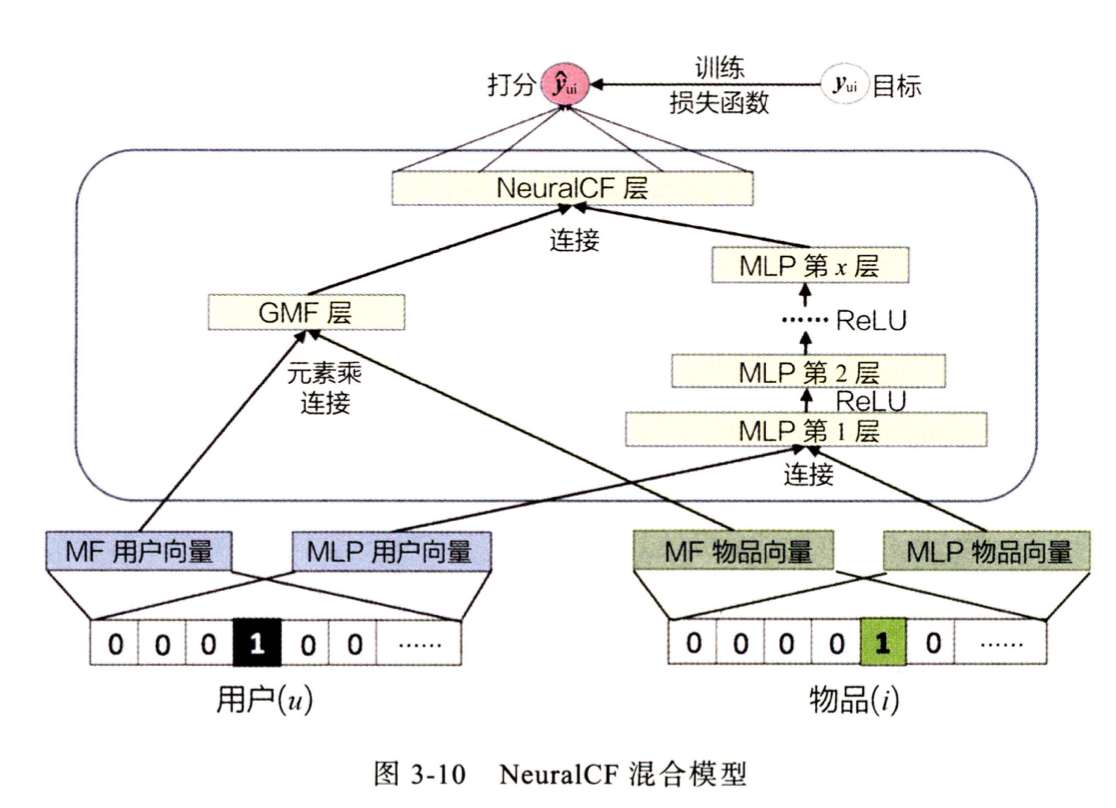 打分 ŷui 训练 yui 目标
损失函数
NeuralCF 层
连接
MLP 第 x 层
GMF 层
…… ReLU
元素乘
连接
MLP 第 2 层
ReLU
MLP 第 1 层
连接
MF 用户向量 MLP 用户向量 MF 物品向量 MLP 物品向量
0 0 0 1 0 0 …… 0 0 0 0 1 0 ……
用户(u) 物品(i)
图 3-10 NeuralCF 混合模型